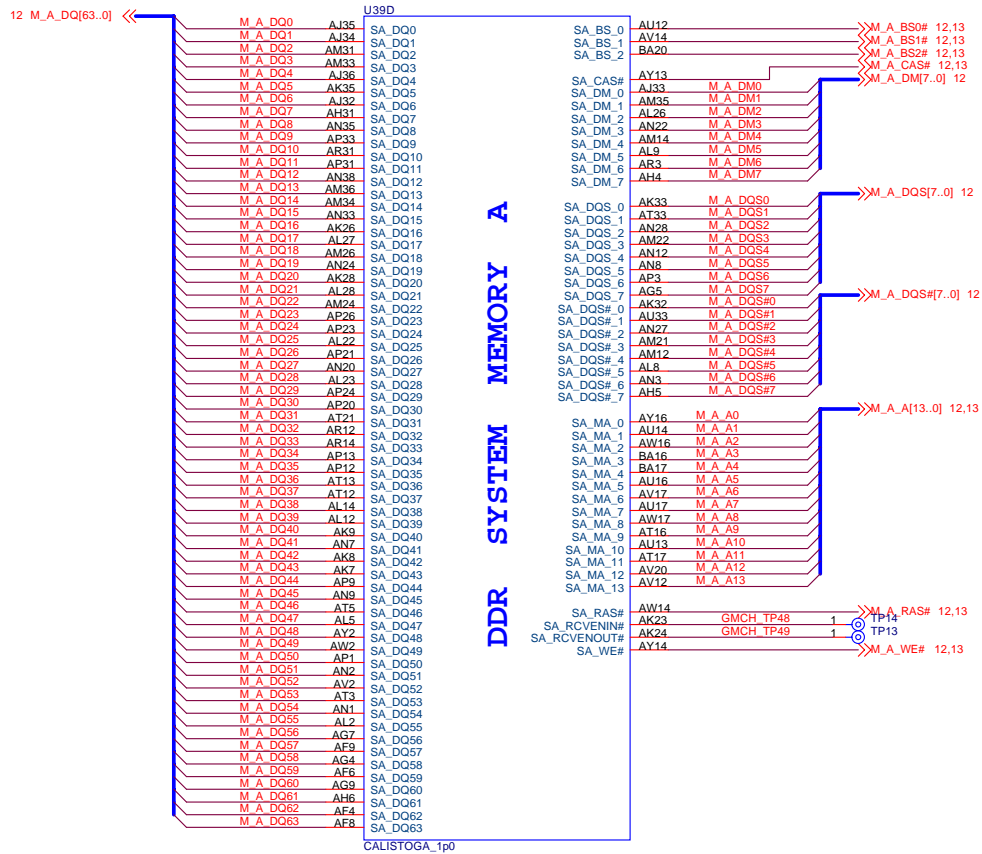 12 M_A_DQ[63..0]
U39D
M_A_DQ0 AJ35 SA_DQ0
M_A_DQ1 AJ34 SA_DQ1
M_A_DQ2 AM31 SA_DQ2
M_A_DQ3 AM33 SA_DQ3
M_A_DQ4 AJ36 SA_DQ4
M_A_DQ5 AK35 SA_DQ5
M_A_DQ6 AJ32 SA_DQ6
M_A_DQ7 AH31 SA_DQ7
M_A_DQ8 AN35 SA_DQ8
M_A_DQ9 AP33 SA_DQ9
M_A_DQ10 AR31 SA_DQ10
M_A_DQ11 AP31 SA_DQ11
M_A_DQ12 AN38 SA_DQ12
M_A_DQ13 AM36 SA_DQ13
M_A_DQ14 AM34 SA_DQ14
M_A_DQ15 AN33 SA_DQ15
M_A_DQ16 AK26 SA_DQ16
M_A_DQ17 AL27 SA_DQ17
M_A_DQ18 AM26 SA_DQ18
M_A_DQ19 AN24 SA_DQ19
M_A_DQ20 AK28 SA_DQ20
M_A_DQ21 AL28 SA_DQ21
M_A_DQ22 AM24 SA_DQ22
M_A_DQ23 AP26 SA_DQ23
M_A_DQ24 AP23 SA_DQ24
M_A_DQ25 AL22 SA_DQ25
M_A_DQ26 AP21 SA_DQ26
M_A_DQ27 AN20 SA_DQ27
M_A_DQ28 AL23 SA_DQ28
M_A_DQ29 AP24 SA_DQ29
M_A_DQ30 AP20 SA_DQ30
M_A_DQ31 AT21 SA_DQ31
M_A_DQ32 AR12 SA_DQ32
M_A_DQ33 AR14 SA_DQ33
M_A_DQ34 AP13 SA_DQ34
M_A_DQ35 AP12 SA_DQ35
M_A_DQ36 AT13 SA_DQ36
M_A_DQ37 AT12 SA_DQ37
M_A_DQ38 AL14 SA_DQ38
M_A_DQ39 AL12 SA_DQ39
M_A_DQ40 AK9 SA_DQ40
M_A_DQ41 AN7 SA_DQ41
M_A_DQ42 AK8 SA_DQ42
M_A_DQ43 AK7 SA_DQ43
M_A_DQ44 AP9 SA_DQ44
M_A_DQ45 AN9 SA_DQ45
M_A_DQ46 AT5 SA_DQ46
M_A_DQ47 AL5 SA_DQ47
M_A_DQ48 AY2 SA_DQ48
M_A_DQ49 AW2 SA_DQ49
M_A_DQ50 AP1 SA_DQ50
M_A_DQ51 AN2 SA_DQ51
M_A_DQ52 AV2 SA_DQ52
M_A_DQ53 AT3 SA_DQ53
M_A_DQ54 AN1 SA_DQ54
M_A_DQ55 AL2 SA_DQ55
M_A_DQ56 AG7 SA_DQ56
M_A_DQ57 AF9 SA_DQ57
M_A_DQ58 AG4 SA_DQ58
M_A_DQ59 AF6 SA_DQ59
M_A_DQ60 AG9 SA_DQ60
M_A_DQ61 AH6 SA_DQ61
M_A_DQ62 AF4 SA_DQ62
M_A_DQ63 AF8 SA_DQ63
DDR SYSTEM MEMORY A
SA_BS_0 AU12 M_A_BS0# 12,13
SA_BS_1 AV14 M_A_BS1# 12,13
SA_BS_2 BA20 M_A_BS2# 12,13
SA_CAS# AY13 M_A_CAS# 12,13
M_A_DM[7..0] 12
SA_DM_0 AJ33 M_A_DM0
SA_DM_1 AM35 M_A_DM1
SA_DM_2 AL26 M_A_DM2
SA_DM_3 AN22 M_A_DM3
SA_DM_4 AM14 M_A_DM4
SA_DM_5 AL9 M_A_DM5
SA_DM_6 AR3 M_A_DM6
SA_DM_7 AH4 M_A_DM7
M_A_DQS[7..0] 12
SA_DQS_0 AK33 M_A_DQS0
SA_DQS_1 AT33 M_A_DQS1
SA_DQS_2 AN28 M_A_DQS2
SA_DQS_3 AM22 M_A_DQS3
SA_DQS_4 AN12 M_A_DQS4
SA_DQS_5 AN8 M_A_DQS5
SA_DQS_6 AP3 M_A_DQS6
SA_DQS_7 AG5 M_A_DQS7
M_A_DQS#[7..0] 12
SA_DQS#_0 AK32 M_A_DQS#0
SA_DQS#_1 AU33 M_A_DQS#1
SA_DQS#_2 AN27 M_A_DQS#2
SA_DQS#_3 AM21 M_A_DQS#3
SA_DQS#_4 AM12 M_A_DQS#4
SA_DQS#_5 AL8 M_A_DQS#5
SA_DQS#_6 AN3 M_A_DQS#6
SA_DQS#_7 AH5 M_A_DQS#7
M_A_A[13..0] 12,13
SA_MA_0 AY16 M_A_A0
SA_MA_1 AU14 M_A_A1
SA_MA_2 AW16 M_A_A2
SA_MA_3 BA16 M_A_A3
SA_MA_4 BA17 M_A_A4
SA_MA_5 AU16 M_A_A5
SA_MA_6 AV17 M_A_A6
SA_MA_7 AU17 M_A_A7
SA_MA_8 AW17 M_A_A8
SA_MA_9 AT16 M_A_A9
SA_MA_10 AU13 M_A_A10
SA_MA_11 AT17 M_A_A11
SA_MA_12 AV20 M_A_A12
SA_MA_13 AV12 M_A_A13
SA_RAS# AW14 M_A_RAS# 12,13
SA_RCVENIN# AK23 GMCH_TP48 1 TP14
SA_RCVENOUT# AK24 GMCH_TP49 1 TP13
SA_WE# AY14 M_A_WE# 12,13
CALISTOGA_1p0